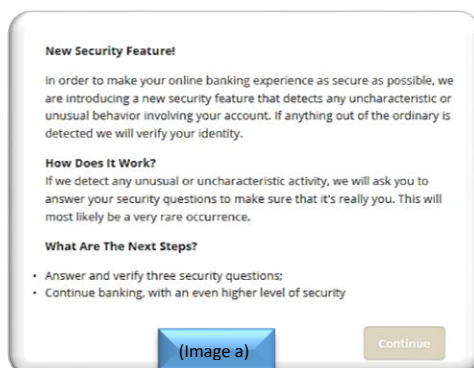 New Security Feature!
In order to make your online banking experience as secure as possible, we
are introducing a new security feature that detects any uncharacteristic or
unusual behavior involving your account. If anything out of the ordinary is
detected we will verify your identity.
How Does It Work?
If we detect any unusual or uncharacteristic activity, we will ask you to
answer your security questions to make sure that it's really you. This will
most likely be a very rare occurrence.
What Are The Next Steps?
• Answer and verify three security questions;
• Continue banking, with an even higher level of security
(Image a)
Continue